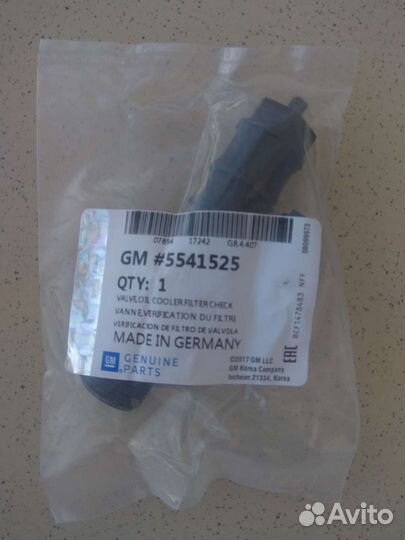 07894 17242 GR.4.407
GM #5541525
QTY: 1
VALVE,OIL COOLER FILTER CHECK
VANNE,VERIFICATION DU FILTRE
VERIFICACION DE FILTRO DE VALVULA
MADE IN GERMANY
GM GENUINE
PARTS
©2017 GM LLC
GM Korea Company
Incheon 21334, Korea
EAC
Avito